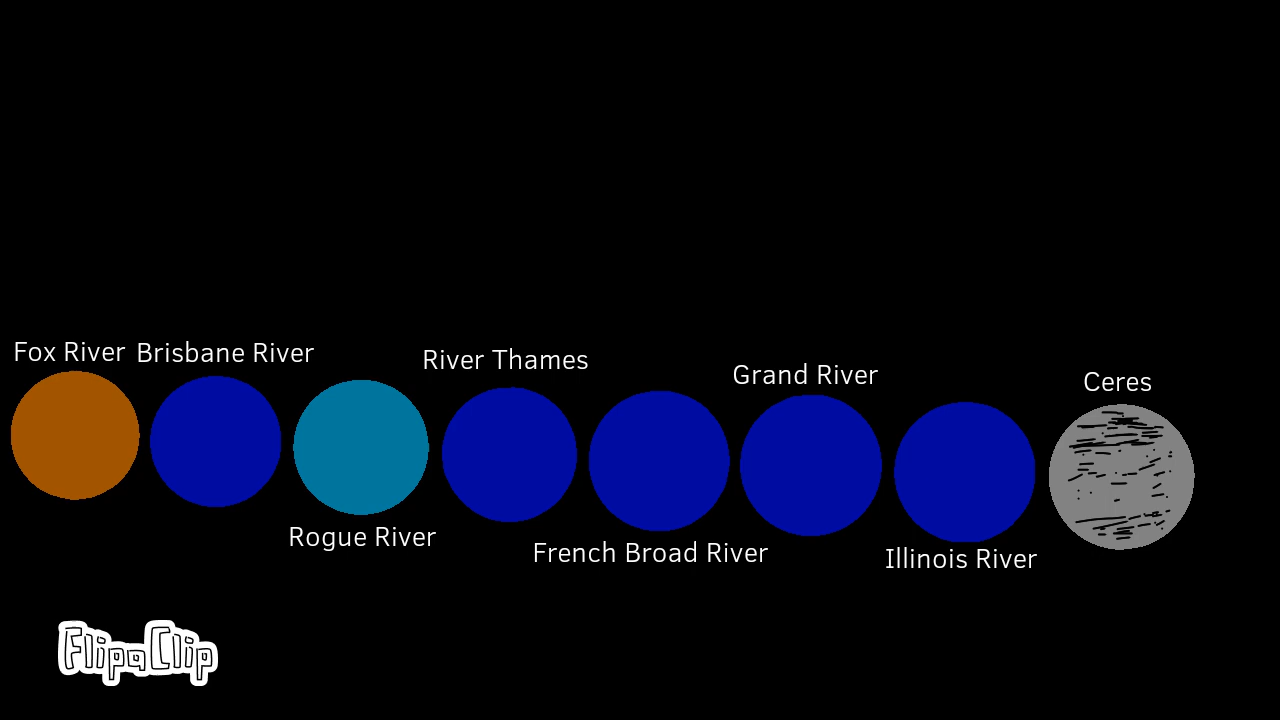 Fox River
Brisbane River
Rogue River
River Thames
French Broad River
Grand River
Illinois River
Ceres
FlipaClip